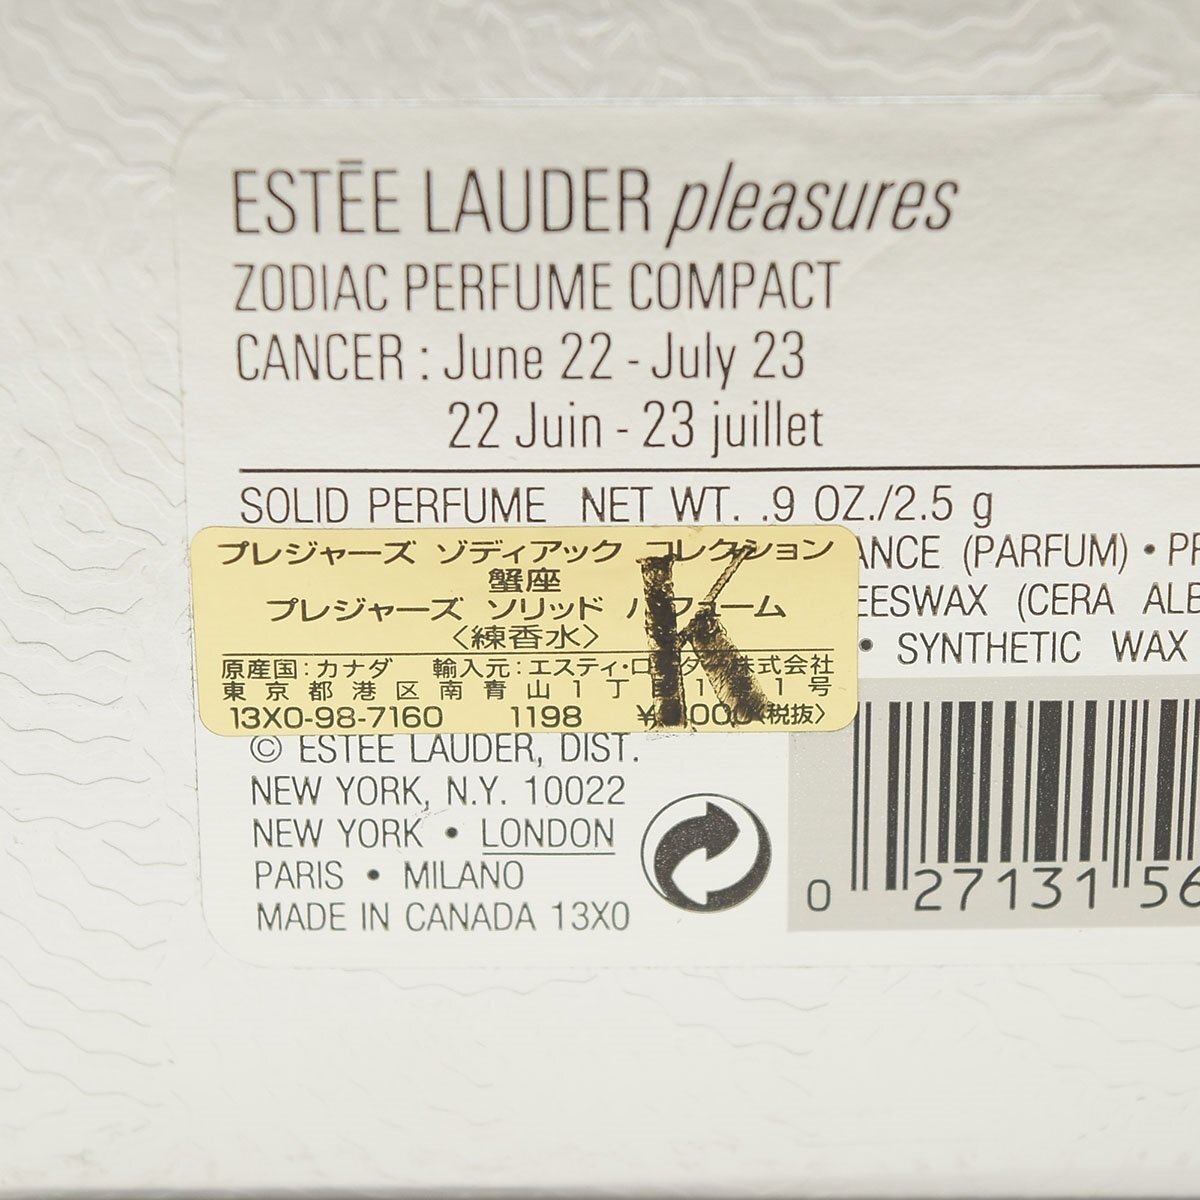 ESTĒE LAUDER pleasures
ZODIAC PERFUME COMPACT
CANCER : June 22 - July 23
22 Juin - 23 juillet
SOLID PERFUME NET WT. .9 OZ./2.5 g
(PARFUM) •
(CERA
• SYNTHETIC WAX
プレジャーズ ゾディアック コレクション
蟹座
プレジャーズ ソリッド パフューム
〈練香水〉
原産国:カナダ 輸入元:エスティ・ローダー株式会社
東京都港区南青山1丁目1番1号
13X0-98-7160 1198 〈税抜〉
K
© ESTEE LAUDER, DIST.
NEW YORK, N.Y. 10022
NEW YORK • LONDON
PARIS • MILANO
MADE IN CANADA 13X0
0 27131 56